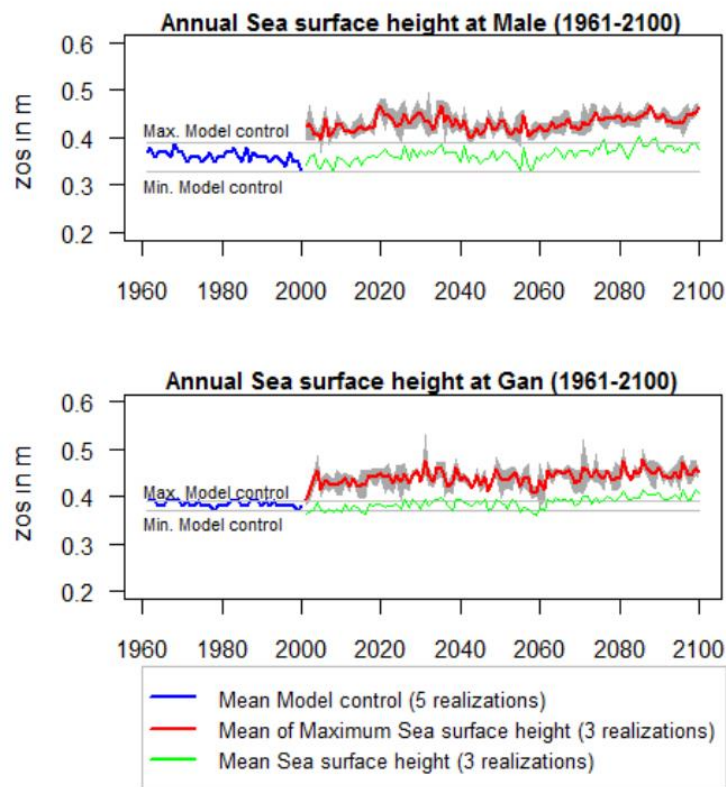 Annual Sea surface height at Male (1961-2100)
zos in m
0.6
0.5
0.4
0.3
0.2
Max. Model control
Min. Model control
1960 1980 2000 2020 2040 2060 2080 2100
Annual Sea surface height at Gan (1961-2100)
zos in m
0.6
0.5
0.4
0.3
0.2
Max. Model control
Min. Model control
1960 1980 2000 2020 2040 2060 2080 2100
Mean Model control (5 realizations)
Mean of Maximum Sea surface height (3 realizations)
Mean Sea surface height (3 realizations)